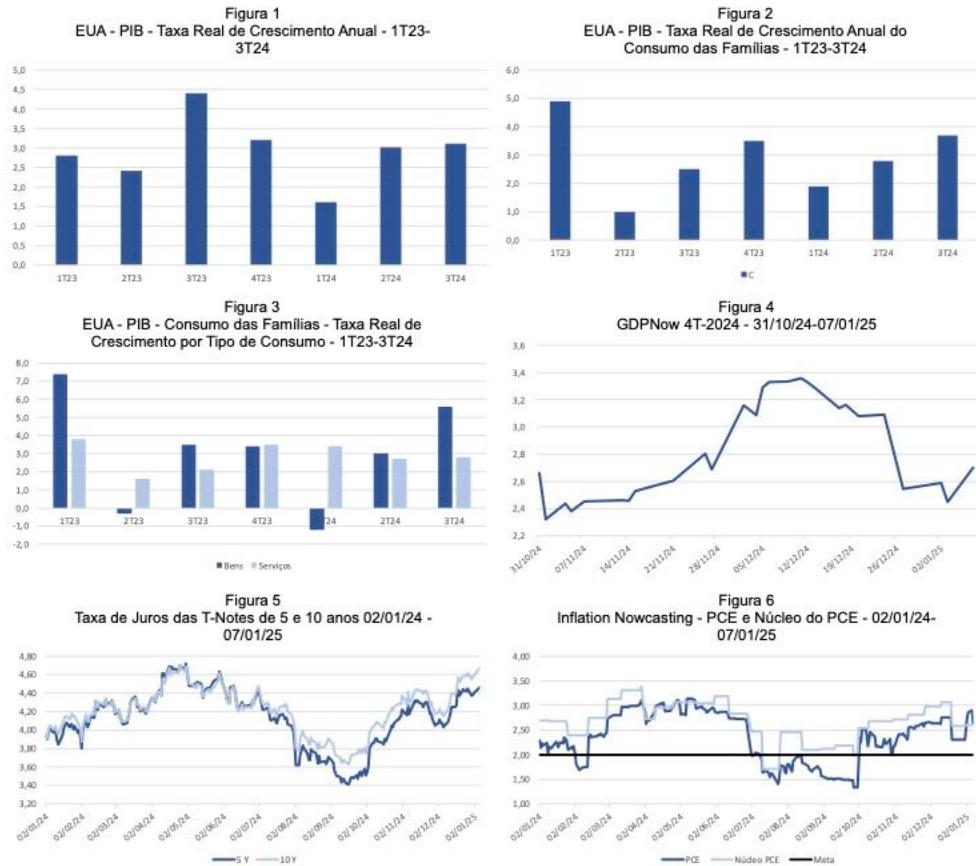 Figura 1
EUA - PIB - Taxa Real de Crescimento Anual - 1T23-
3T24
5,0
4,5
4,0
3,5
3,0
2,5
2,0
1,5
1,0
0,5
0,0
1T23 2T23 3T23 4T23 1T24 2T24 3T24
Figura 2
EUA - PIB - Taxa Real de Crescimento Anual do
Consumo das Famílias - 1T23-3T24
6,0
5,0
4,0
3,0
2,0
1,0
0,0
1T23 2T23 3T23 4T23 1T24 2T24 3T24
C
Figura 3
EUA - PIB - Consumo das Famílias - Taxa Real de
Crescimento por Tipo de Consumo - 1T23-3T24
8,0
7,0
6,0
5,0
4,0
3,0
2,0
1,0
0,0
-1,0
-2,0
1T23 2T23 3T23 4T23 1T24 2T24 3T24
Bens Serviços
Figura 4
GDPNow 4T-2024 - 31/10/24-07/01/25
3,6
3,4
3,2
3,0
2,8
2,6
2,4
2,2
31/10/24 07/11/24 14/11/24 21/11/24 28/11/24 05/12/24 12/12/24 19/12/24 26/12/24 02/01/25
Figura 5
Taxa de Juros das T-Notes de 5 e 10 anos 02/01/24 -
07/01/25
4,80
4,60
4,40
4,20
4,00
3,80
3,60
3,40
3,20
02/01/24 02/02/24 02/03/24 02/04/24 02/05/24 02/06/24 02/07/24 02/08/24 02/09/24 02/10/24 02/11/24 02/12/24 02/01/25
5 Y 10 Y
Figura 6
Inflation Nowcasting - PCE e Núcleo do PCE - 02/01/24-
07/01/25
4,00
3,50
3,00
2,50
2,00
1,50
1,00
02/01/24 02/02/24 02/03/24 02/04/24 02/05/24 02/06/24 02/07/24 02/08/24 02/09/24 02/10/24 02/11/24 02/12/24 02/01/25
PCE Núcleo PCE Meta